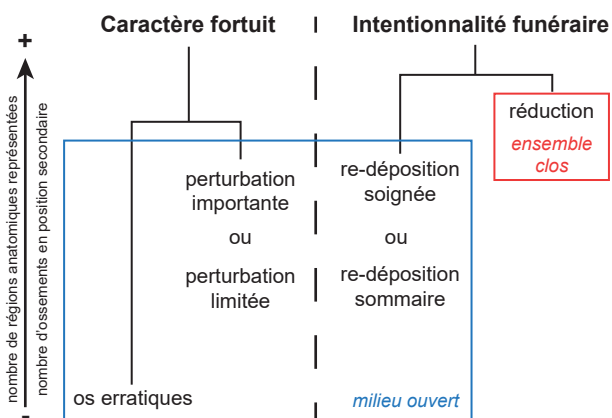 Caractère fortuit
Intentionnalité funéraire
+
nombre de régions anatomiques représentées
nombre d'ossements en position secondaire
-
réduction
ensemble
clos
perturbation
importante
ou
perturbation
limitée
re-déposition
soignée
ou
re-déposition
sommaire
os erratiques
milieu ouvert